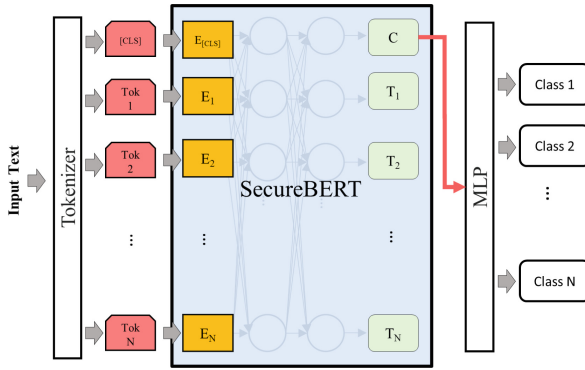 Input Text
Tokenizer
[CLS]
Tok
1
Tok
2
...
Tok
N
E[CLS]
E1
E2
...
EN
SecureBERT
...
...
C
T1
T2
...
TN
MLP
Class 1
Class 2
...
Class N